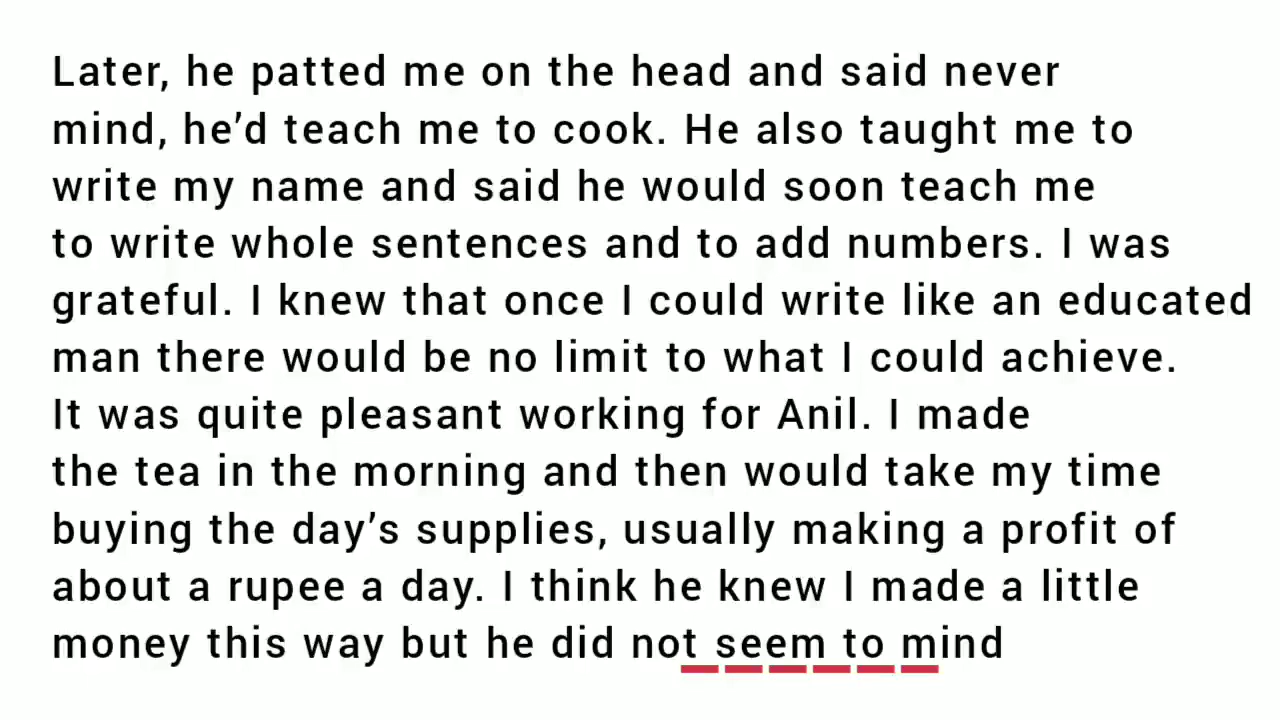 Later, he patted me on the head and said never
mind, he’d teach me to cook. He also taught me to
write my name and said he would soon teach me
to write whole sentences and to add numbers. I was
grateful. I knew that once I could write like an educated
man there would be no limit to what I could achieve.
It was quite pleasant working for Anil. I made
the tea in the morning and then would take my time
buying the day’s supplies, usually making a profit of
about a rupee a day. I think he knew I made a little
money this way but he did not seem to mind